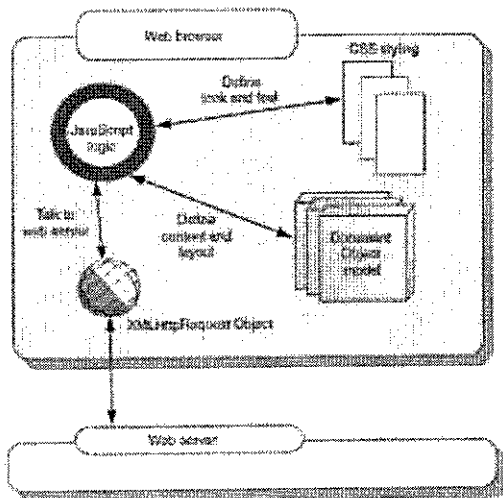 Web browser
CSS styling
Define
look and feel
JavaScript
logic
Talk to
web server
Define
content and
layout
Document
Object
model
XMLHttpRequest Object
Web server